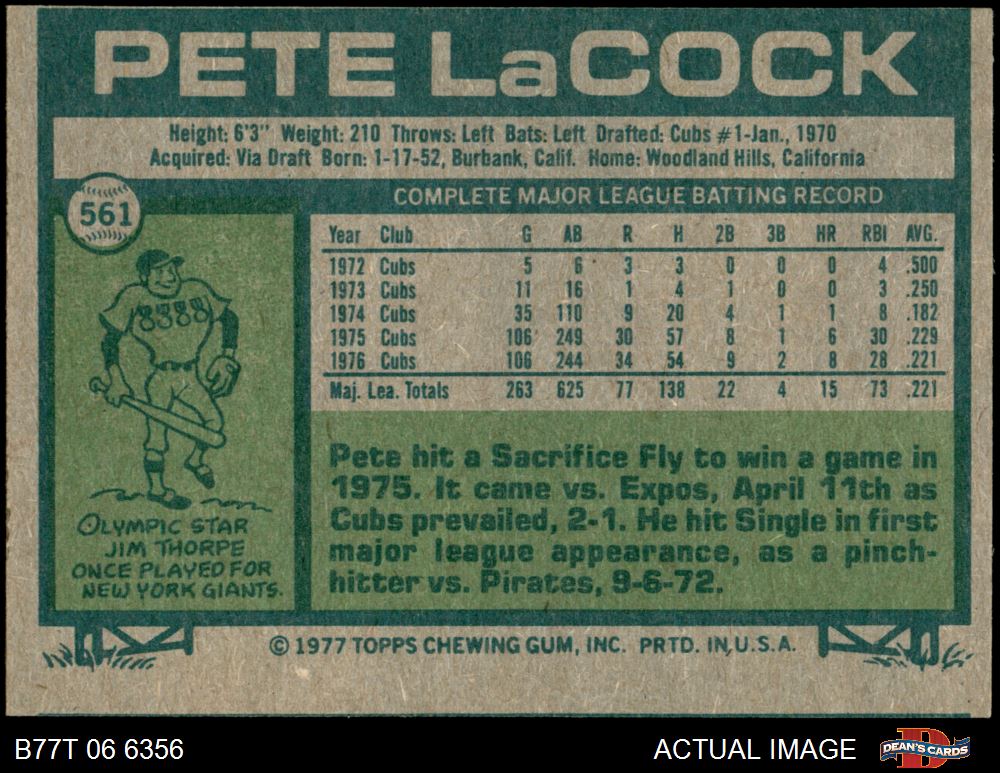 PETE LaCOCK
Height: 6'3" Weight: 210 Throws: Left Bats: Left Drafted: Cubs #1-Jan., 1970
Acquired: Via Draft Born: 1-17-52, Burbank, Calif. Home: Woodland Hills, California
561
COMPLETE MAJOR LEAGUE BATTING RECORD
Year Club G AB R H 2B 3B HR RBI AVG.
1972 Cubs 5 6 3 3 0 0 0 4 .500
1973 Cubs 11 16 1 4 1 0 0 3 .250
1974 Cubs 35 110 9 20 4 1 1 8 .182
1975 Cubs 106 249 30 57 8 1 6 30 .229
1976 Cubs 106 244 34 54 9 2 8 28 .221
Maj. Lea. Totals 263 625 77 138 22 4 15 73 .221
OLYMPIC STAR
JIM THORPE
ONCE PLAYED FOR
NEW YORK GIANTS.
Pete hit a Sacrifice Fly to win a game in
1975. It came vs. Expos, April 11th as
Cubs prevailed, 2-1. He hit Single in first
major league appearance, as a pinch-
hitter vs. Pirates, 9-6-72.
© 1977 TOPPS CHEWING GUM, INC. PRTD. IN U.S.A.
B77T 06 6356
ACTUAL IMAGE
DEAN'S CARDS